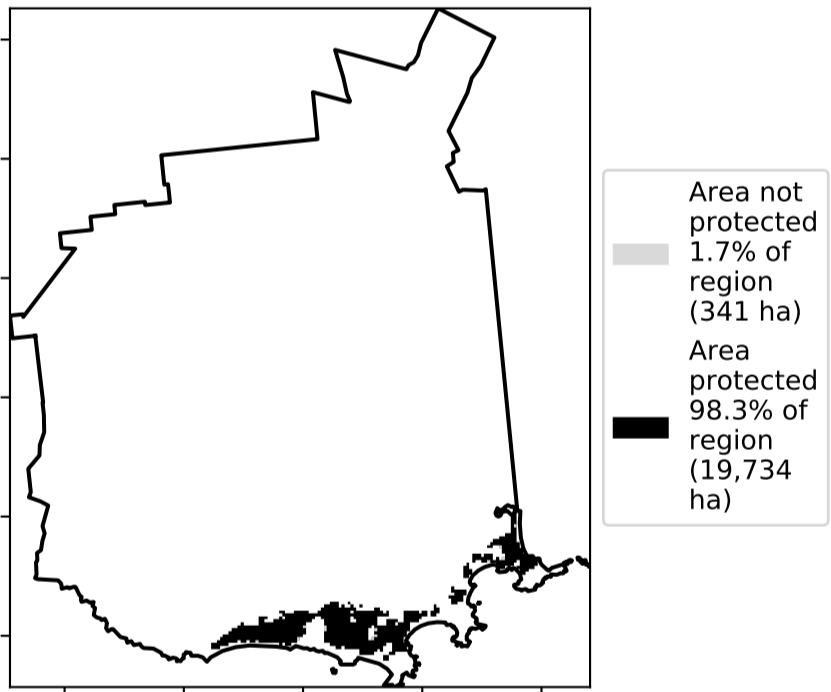 Area not
protected
1.7% of
region
(341 ha)
Area
protected
98.3% of
region
(19,734
ha)